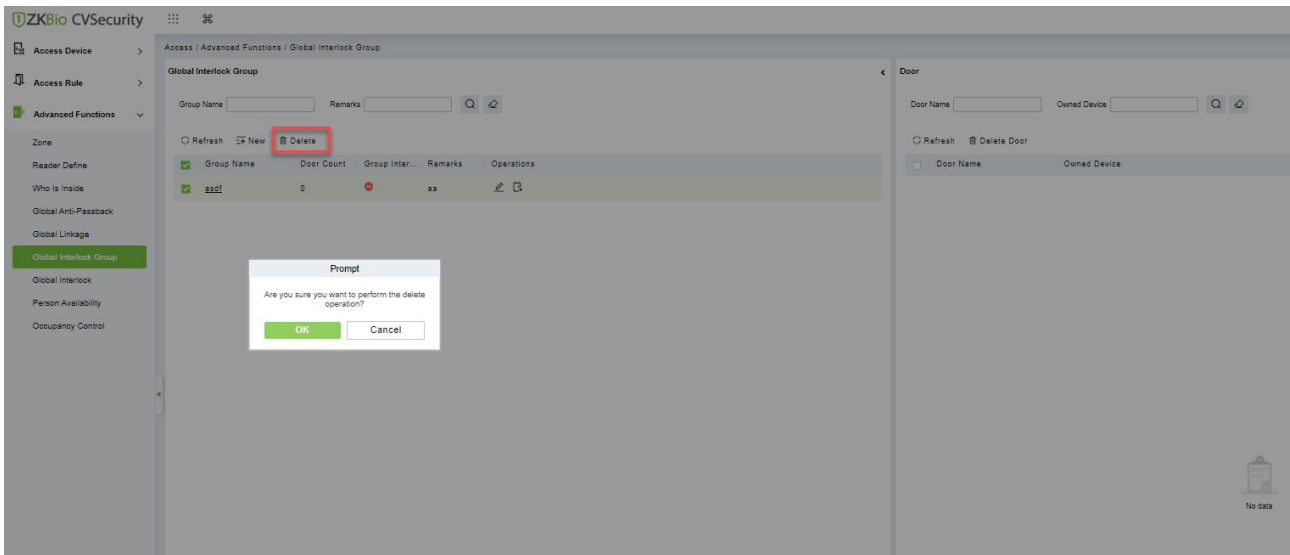 ZKBio CVSecurity
Access Device
Access Rule
Advanced Functions
Zone
Reader Define
Who Is Inside
Global Anti-Passback
Global Linkage
Global Interlock Group
Global Interlock
Person Availability
Occupancy Control
Access / Advanced Functions / Global Interlock Group
Global Interlock Group
Group Name Remarks
Refresh New Delete
Group Name Door Count Group Inter... Remarks Operations
asdf 0 aa
Prompt
Are you sure you want to perform the delete
operation?
OK Cancel
Door
Door Name Owned Device
Refresh Delete Door
Door Name Owned Device
No data